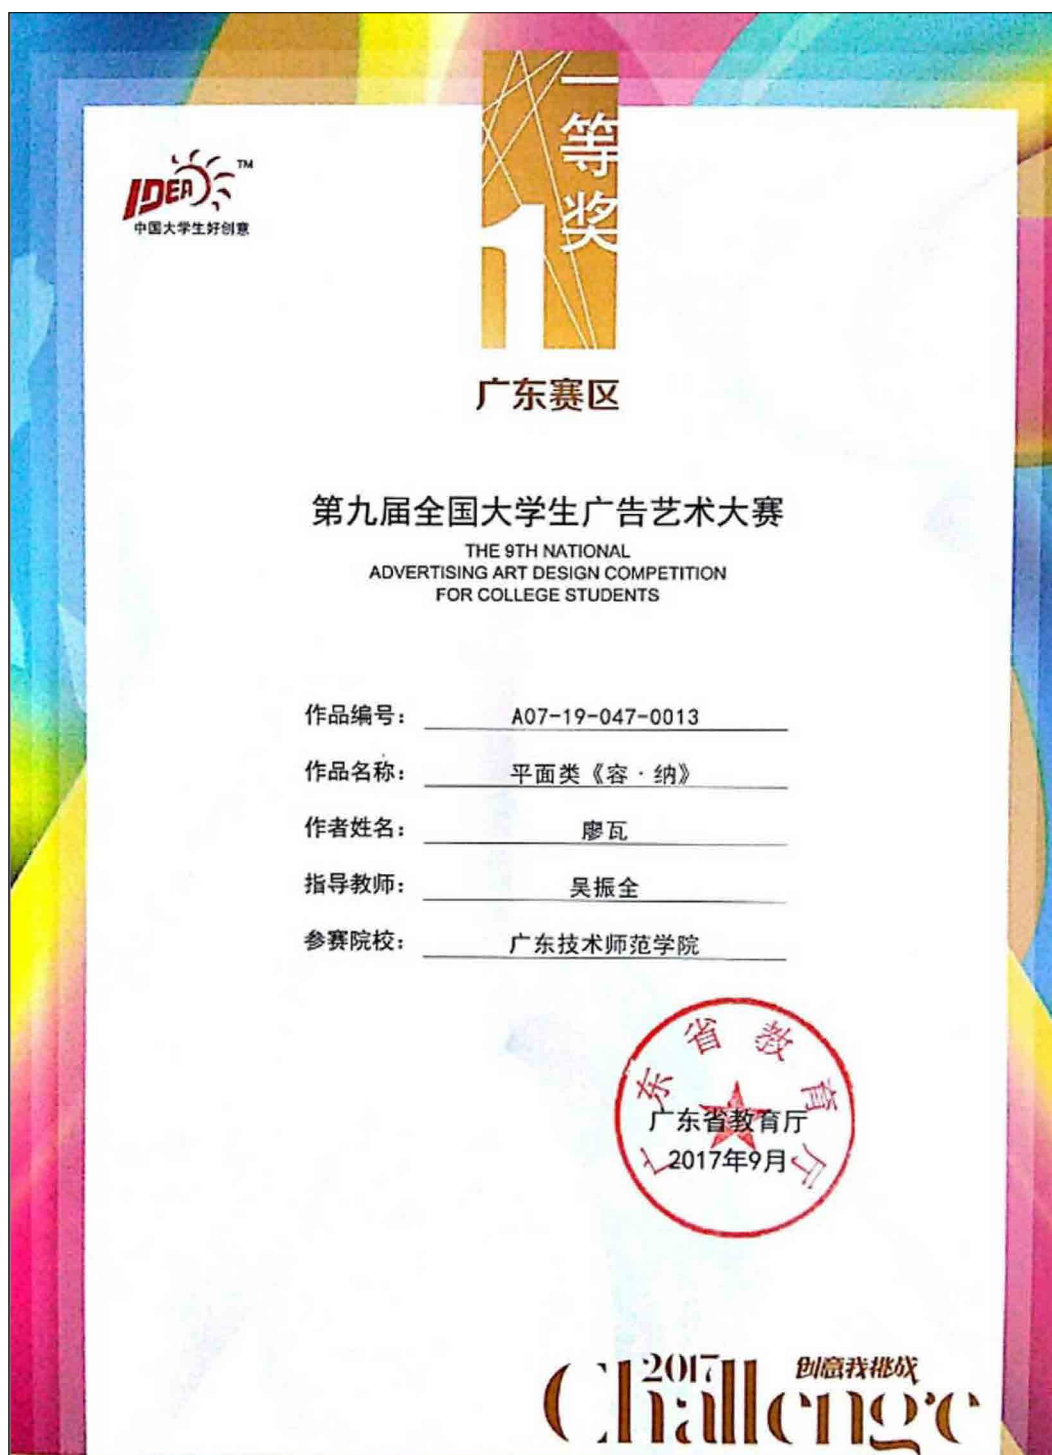 IDEA TM
中国大学生好创意
一等奖
1
广东赛区
第九届全国大学生广告艺术大赛
THE 9TH NATIONAL
ADVERTISING ART DESIGN COMPETITION
FOR COLLEGE STUDENTS
作品编号： A07-19-047-0013
作品名称： 平面类《容·纳》
作者姓名： 廖瓦
指导教师： 吴振全
参赛院校： 广东技术师范学院
广东省教育厅
广东省教育厅
2017年9月
2017 创意我挑战
Challenge